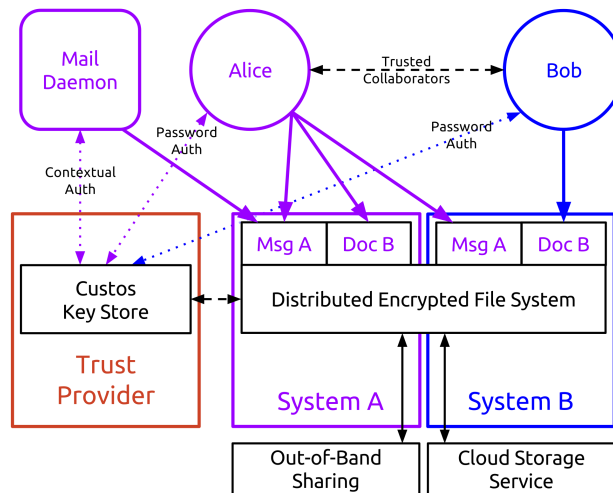 Mail
Daemon
Alice
Trusted
Collaborators
Bob
Password
Auth
Password
Auth
Contextual
Auth
Msg A
Doc B
Msg A
Doc B
Custos
Key Store
Distributed Encrypted File System
Trust
Provider
System A
System B
Out-of-Band
Sharing
Cloud Storage
Service